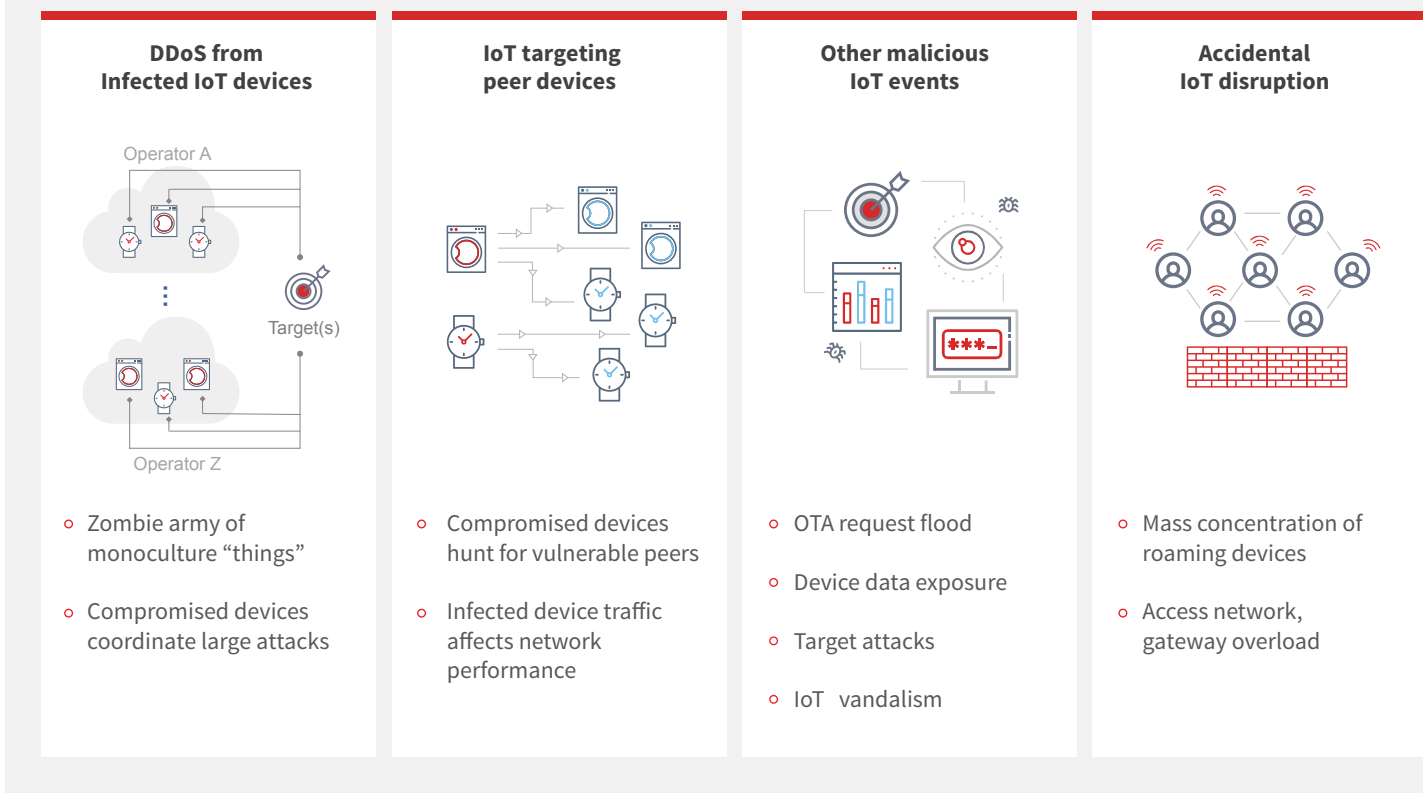 DDoS from
Infected IoT devices
Operator A
Target(s)
Operator Z
Zombie army of
monoculture “things”
Compromised devices
coordinate large attacks
IoT targeting
peer devices
Compromised devices
hunt for vulnerable peers
Infected device traffic
affects network
performance
Other malicious
IoT events
***_
OTA request flood
Device data exposure
Target attacks
IoT vandalism
Accidental
IoT disruption
Mass concentration of
roaming devices
Access network,
gateway overload